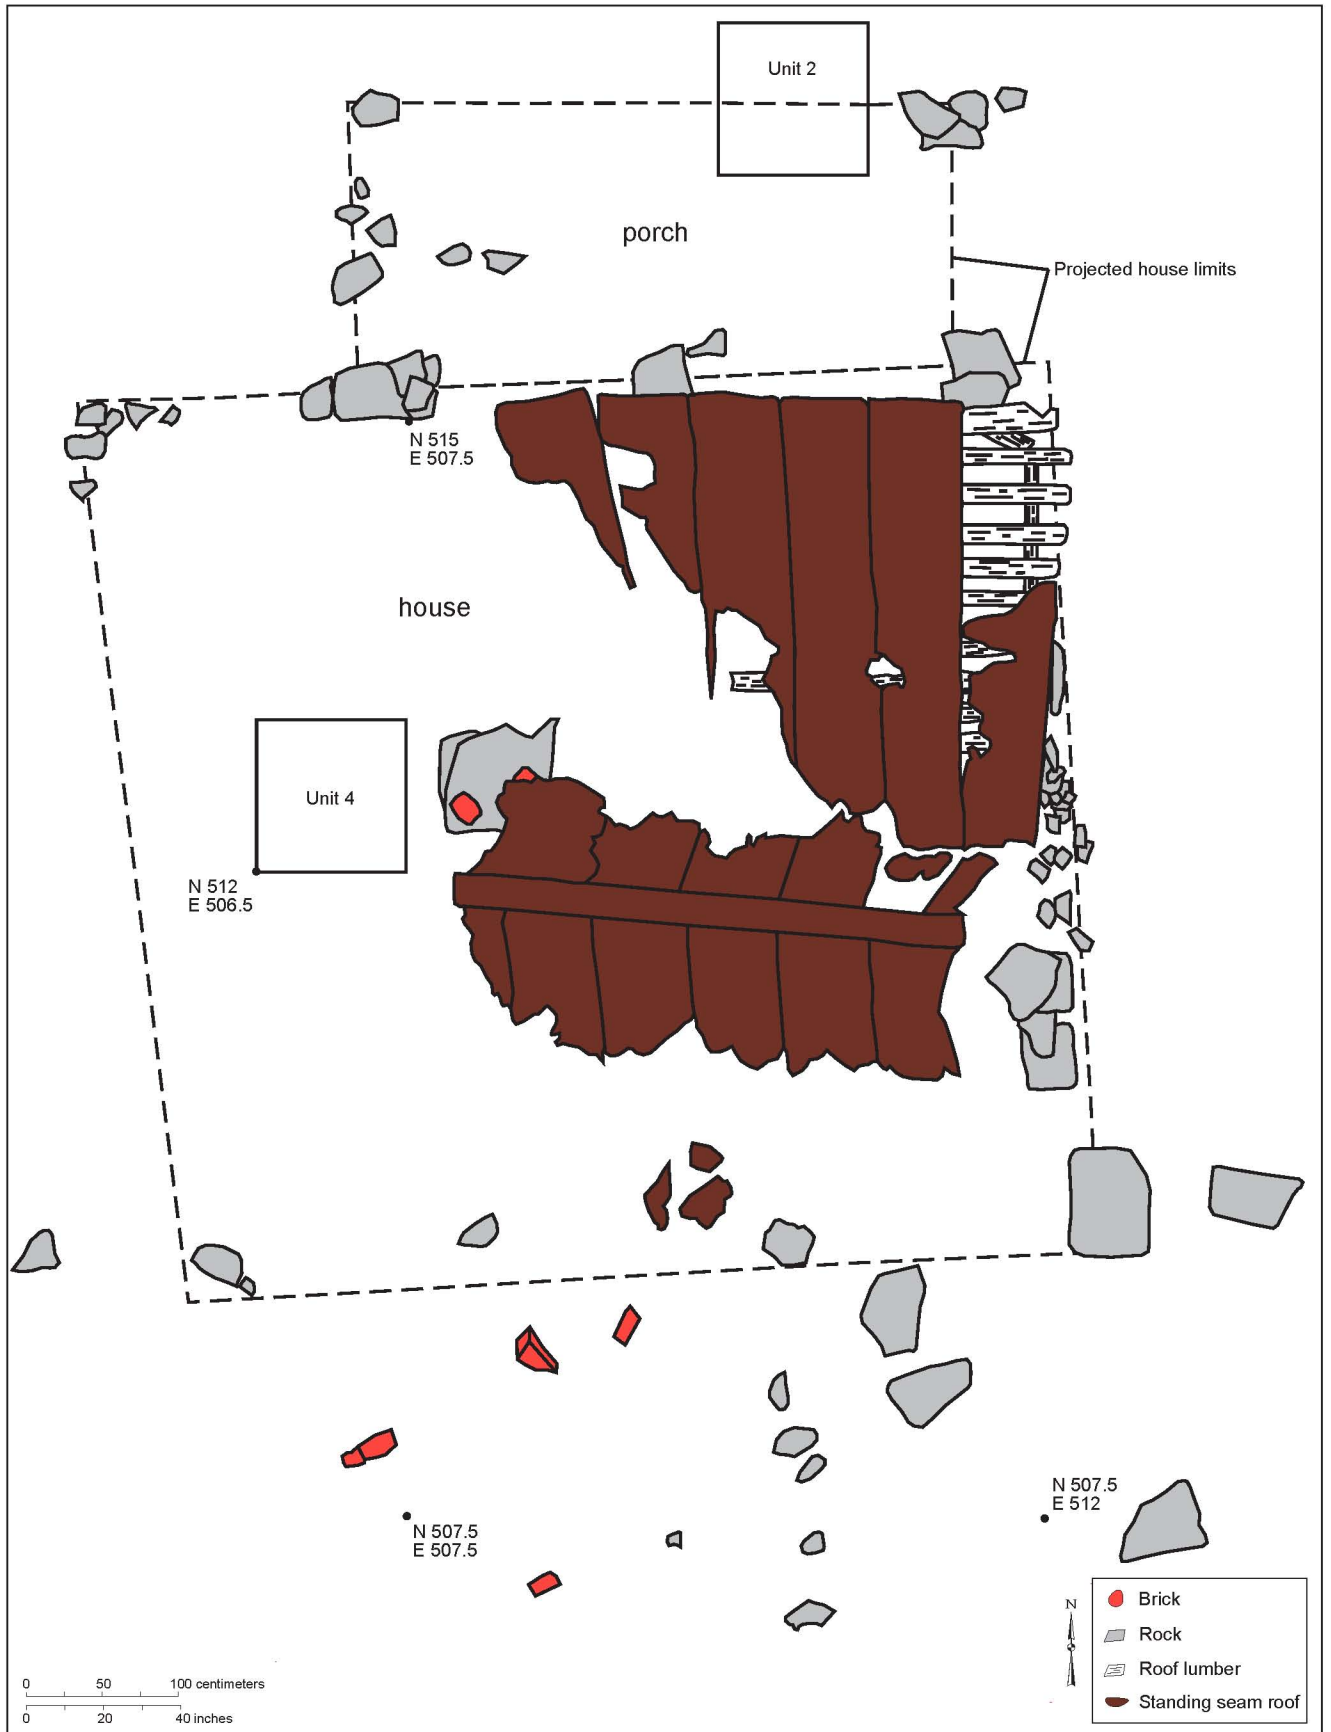 Unit 2
porch
Projected house limits
N 515
E 507.5
house
Unit 4
N 512
E 506.5
N 507.5
E 512
N 507.5
E 507.5
N
Brick
Rock
Roof lumber
Standing seam roof
0 50 100 centimeters
0 20 40 inches